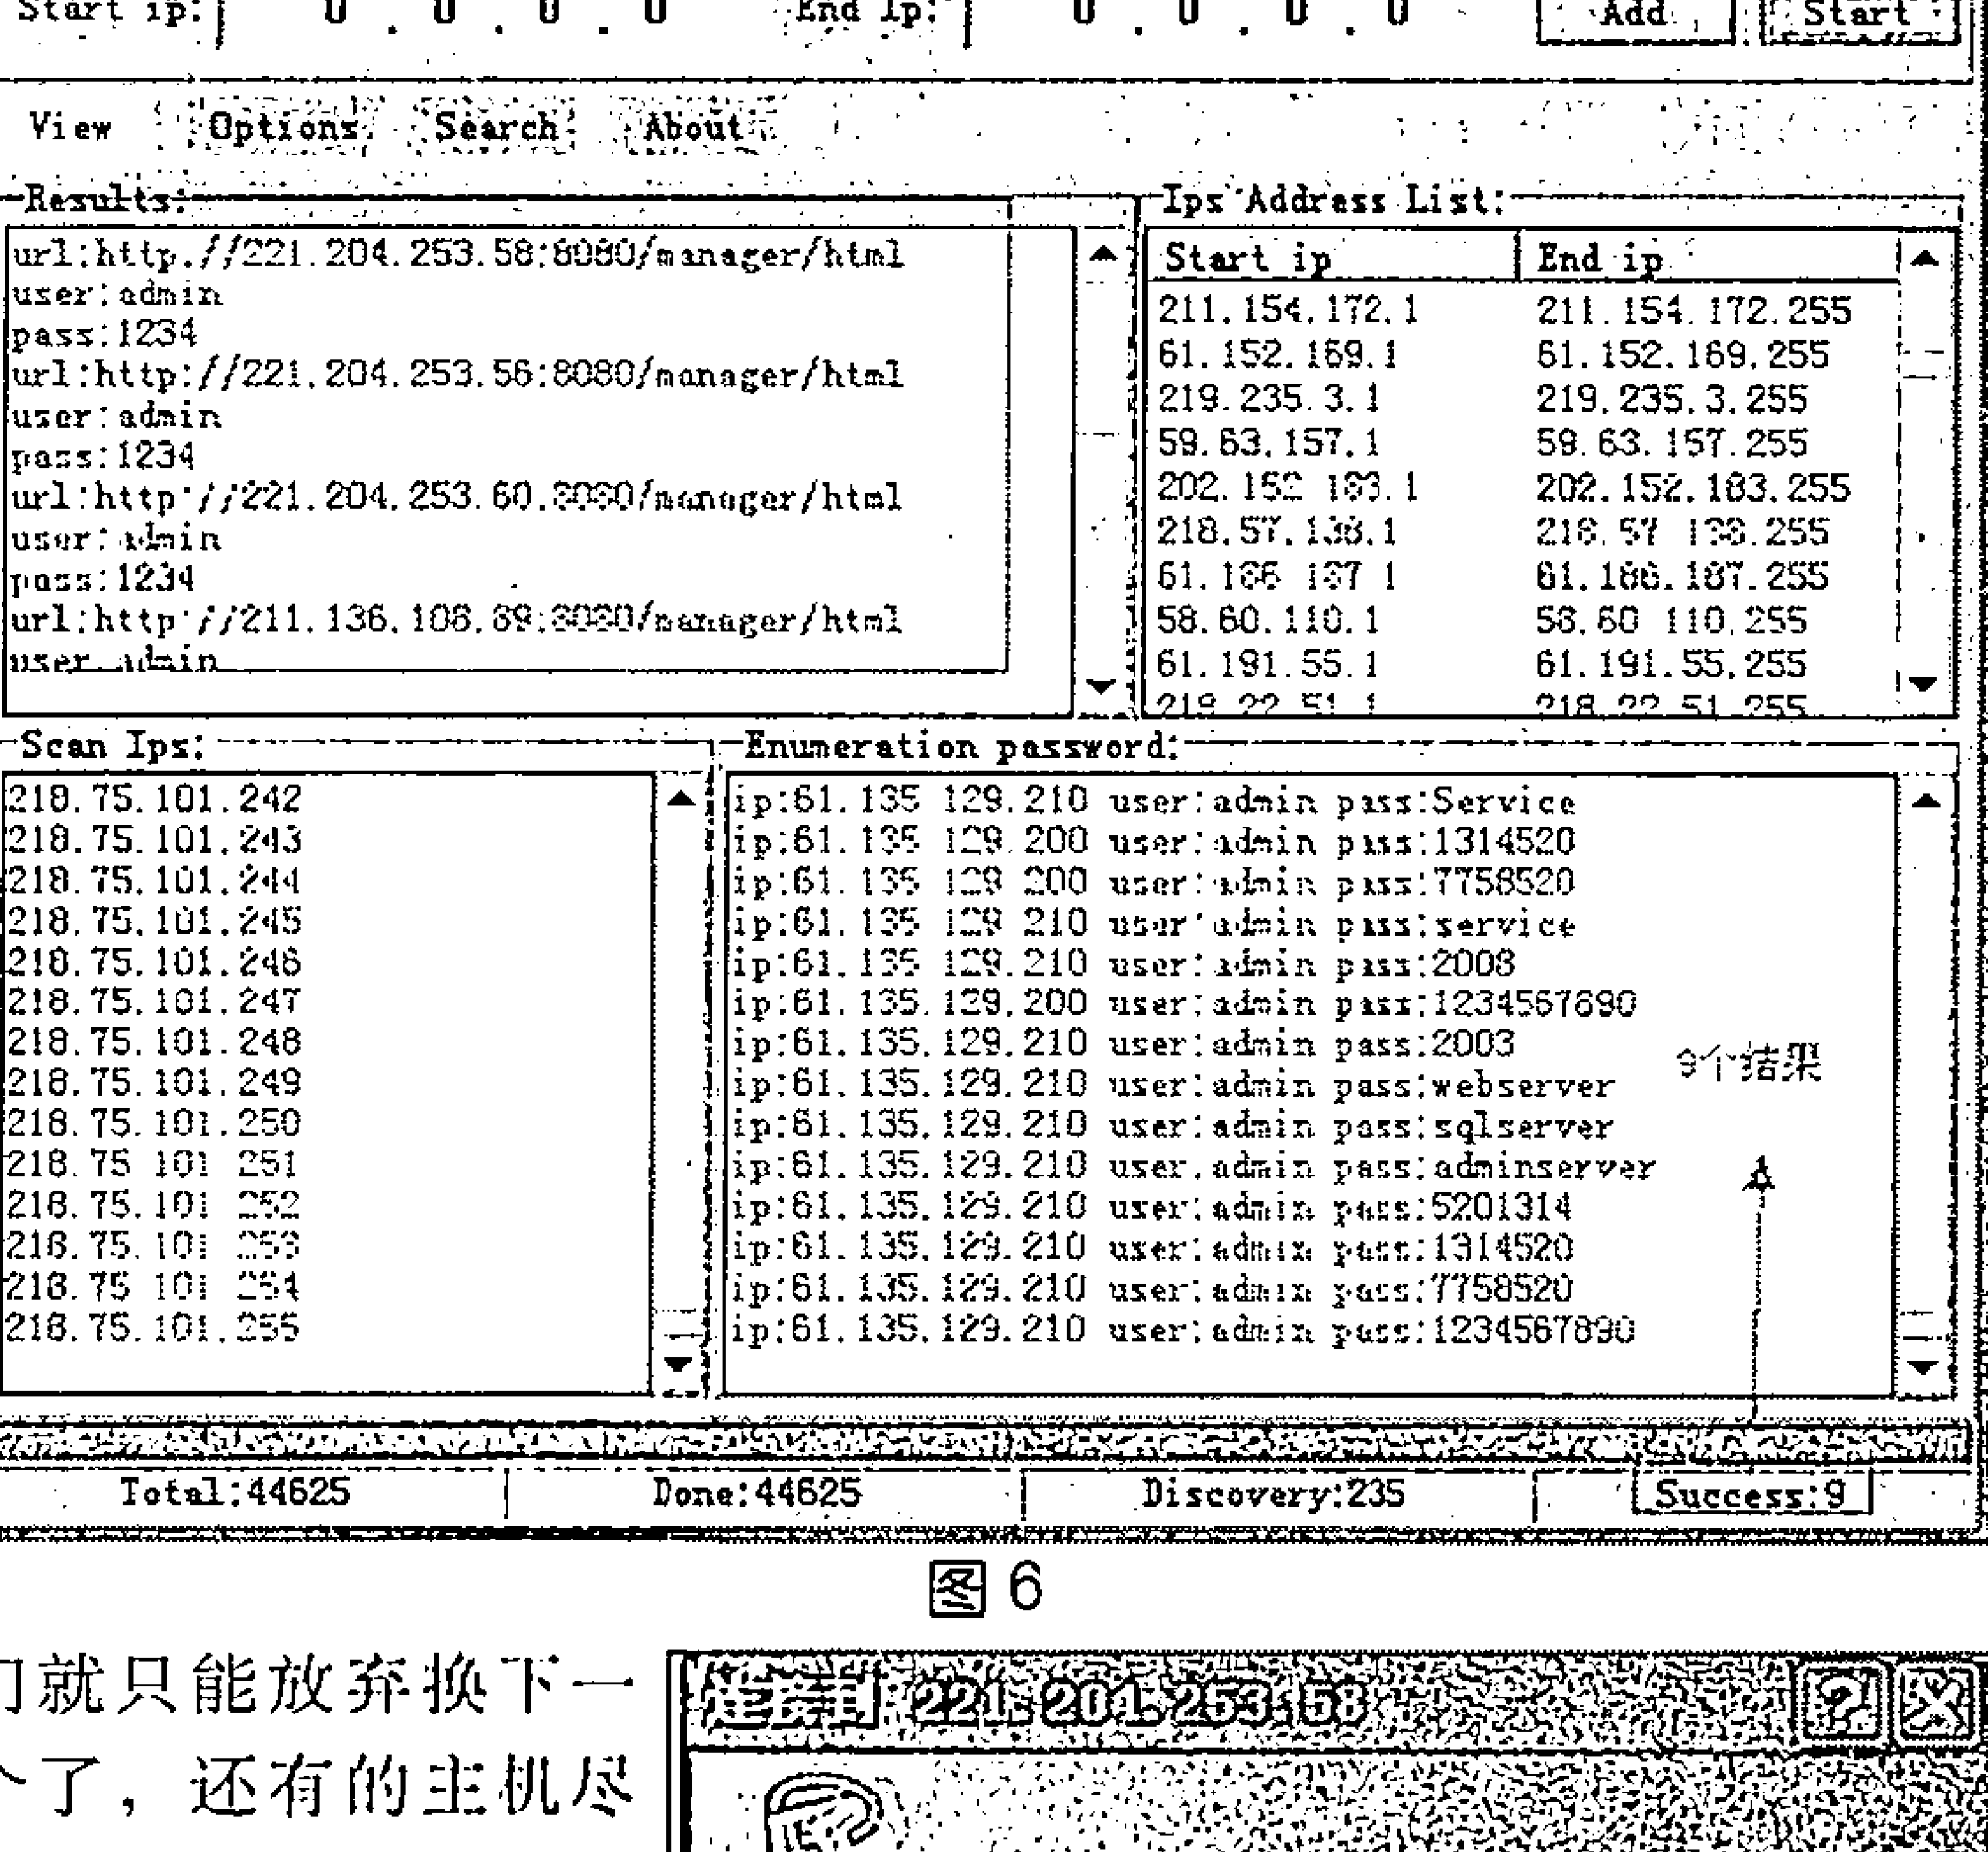 Start ip: 0 . 0 . 0 . 0 End Ip: 0 . 0 . 0 . 0 Add Start
View Options Search About
Results:
url:http://221.204.253.58:8080/manager/html
user:admin
pass:1234
url:http://221.204.253.56:8080/manager/html
user:admin
pass:1234
url:http://221.204.253.60:8080/manager/html
user:admin
pass:1234
url:http://211.136.108.89:8080/manager/html
user:admin
Ips Address List:
Start ip End ip
211.154.172.1 211.154.172.255
61.152.169.1 61.152.169.255
219.235.3.1 219.235.3.255
59.63.157.1 59.63.157.255
202.152.183.1 202.152.183.255
218.57.138.1 218.57.138.255
61.186.187.1 61.186.187.255
58.60.110.1 58.60.110.255
61.191.55.1 61.191.55.255
218.22.51.1 218.22.51.255
Scan Ips:
218.75.101.242
218.75.101.243
218.75.101.244
218.75.101.245
218.75.101.246
218.75.101.247
218.75.101.248
218.75.101.249
218.75.101.250
218.75.101.251
218.75.101.252
218.75.101.253
218.75.101.254
218.75.101.255
Enumeration password:
ip:61.135.129.210 user:admin pass:Service
ip:61.135.129.200 user:admin pass:1314520
ip:61.135.129.200 user:admin pass:7758520
ip:61.135.129.210 user:admin pass:service
ip:61.135.129.210 user:admin pass:2008
ip:61.135.129.200 user:admin pass:1234567890
ip:61.135.129.210 user:admin pass:2003
ip:61.135.129.210 user:admin pass:webserver
ip:61.135.129.210 user:admin pass:sqlserver
ip:61.135.129.210 user:admin pass:adminserver
ip:61.135.129.210 user:admin pass:5201314
ip:61.135.129.210 user:admin pass:1314520
ip:61.135.129.210 user:admin pass:7758520
ip:61.135.129.210 user:admin pass:1234567890
9个结果
Total:44625 Done:44625 Discovery:235 Success:9
图 6
就只能放弃换下一
个了，还有的主机尽
连接到 221.204.253.58